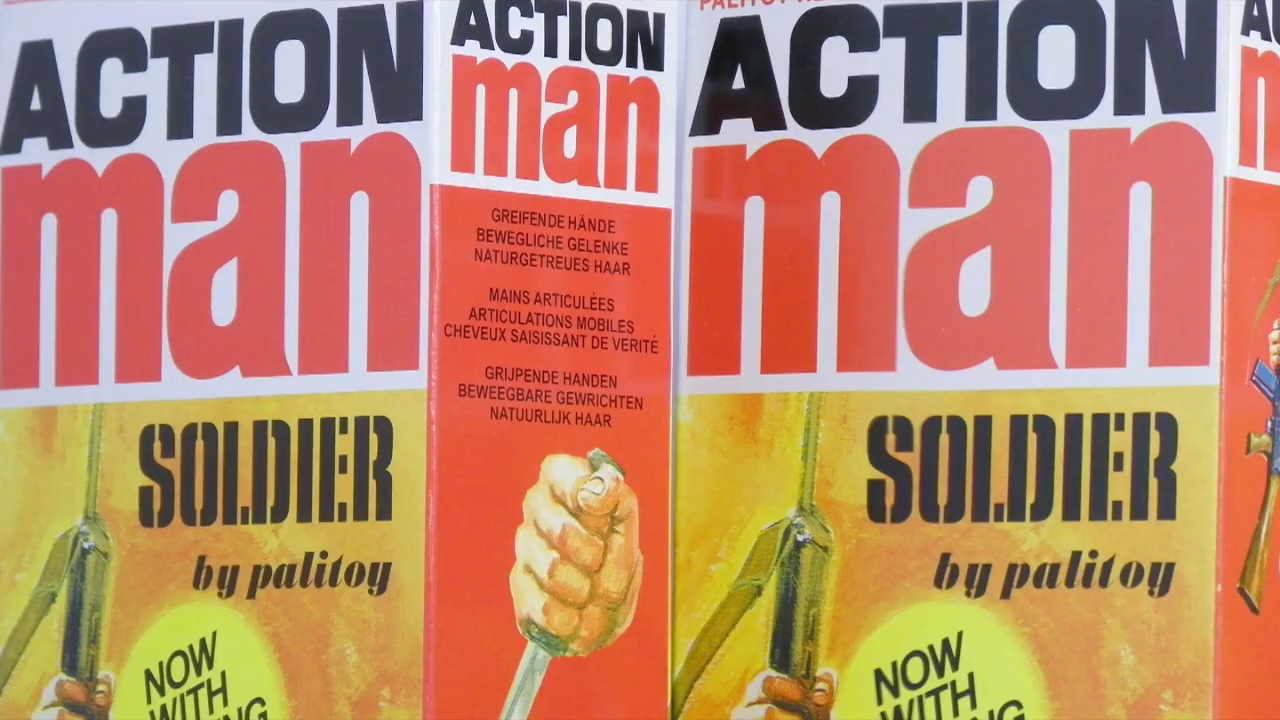 ACTION
man
SOLDIER
by palitoy
NOW
WITH
ACTION
man
GREIFENDE HÄNDE
BEWEGLICHE GELENKE
NATURGETREUES HAAR
MAINS ARTICULÉES
ARTICULATIONS MOBILES
CHEVEUX SAISISSANT DE VERITÉ
GRIJPENDE HANDEN
BEWEEGBARE GEWRICHTEN
NATUURLIJK HAAR
PALITOY
ACTION
man
SOLDIER
by palitoy
NOW
WITH